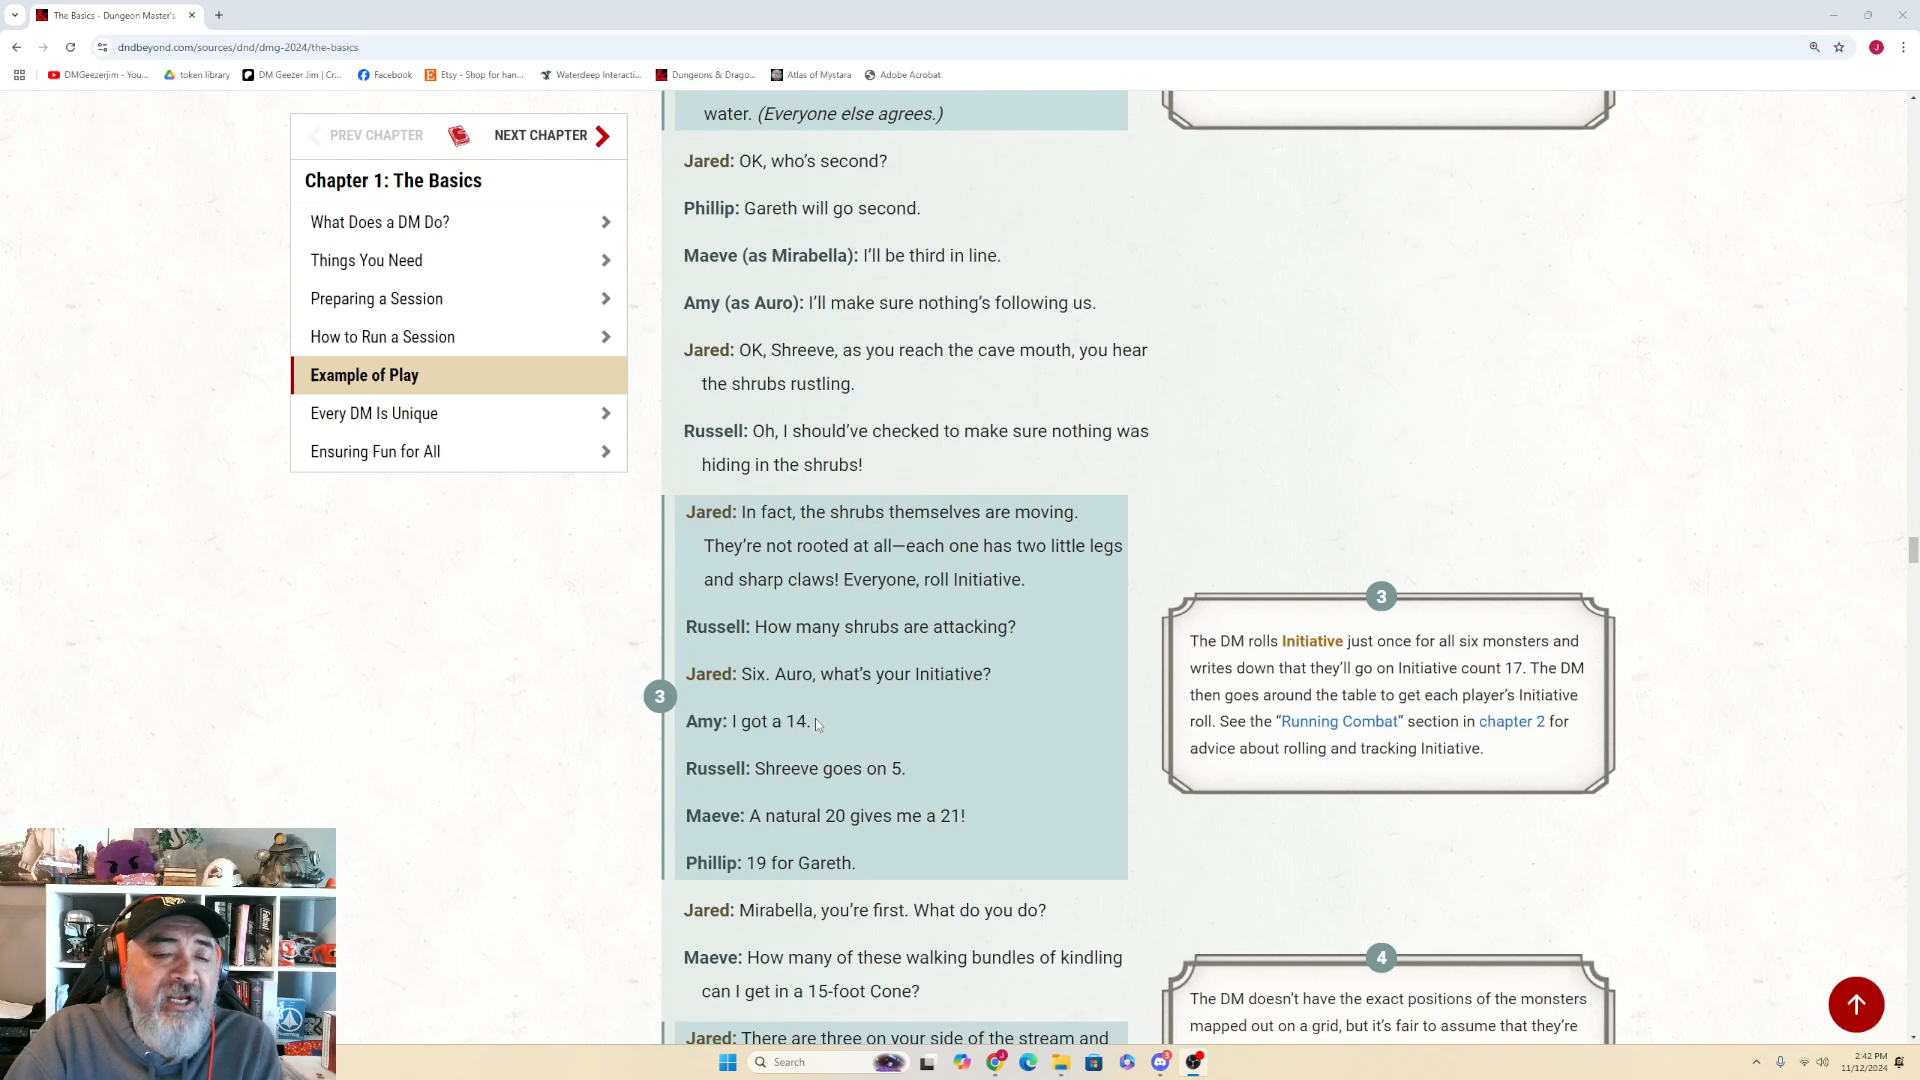 The Basics - Dungeon Master's
dndbeyond.com/sources/dnd/dmg-2024/the-basics
DMGeezerjim - You...
token library
DM Geezer Jim | Cr...
Facebook
Etsy - Shop for han...
Waterdeep Interacti...
Dungeons & Drago...
Atlas of Mystara
Adobe Acrobat
PREV CHAPTER
NEXT CHAPTER
Chapter 1: The Basics
What Does a DM Do?
Things You Need
Preparing a Session
How to Run a Session
Example of Play
Every DM Is Unique
Ensuring Fun for All
water. (Everyone else agrees.)
Jared: OK, who's second?
Phillip: Gareth will go second.
Maeve (as Mirabella): I'll be third in line.
Amy (as Auro): I'll make sure nothing's following us.
Jared: OK, Shreeve, as you reach the cave mouth, you hear
the shrubs rustling.
Russell: Oh, I should've checked to make sure nothing was
hiding in the shrubs!
Jared: In fact, the shrubs themselves are moving.
They're not rooted at all—each one has two little legs
and sharp claws! Everyone, roll Initiative.
Russell: How many shrubs are attacking?
Jared: Six. Auro, what's your Initiative?
3
Amy: I got a 14.
Russell: Shreeve goes on 5.
Maeve: A natural 20 gives me a 21!
Phillip: 19 for Gareth.
Jared: Mirabella, you're first. What do you do?
Maeve: How many of these walking bundles of kindling
can I get in a 15-foot Cone?
Jared: There are three on your side of the stream and
3
The DM rolls Initiative just once for all six monsters and
writes down that they'll go on Initiative count 17. The DM
then goes around the table to get each player's Initiative
roll. See the "Running Combat" section in chapter 2 for
advice about rolling and tracking Initiative.
4
The DM doesn't have the exact positions of the monsters
mapped out on a grid, but it's fair to assume that they're
Search
2:42 PM
11/12/2024